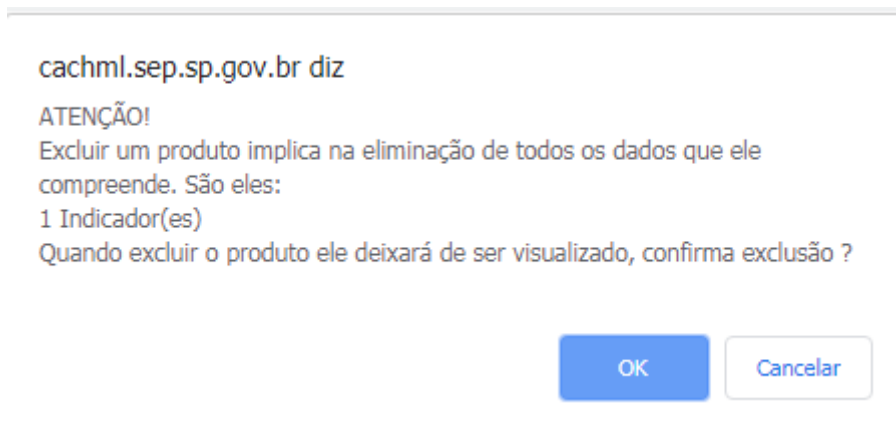 cachml.sep.sp.gov.br diz
ATENÇÃO!
Excluir um produto implica na eliminação de todos os dados que ele
compreende. São eles:
1 Indicador(es)
Quando excluir o produto ele deixará de ser visualizado, confirma exclusão ?
OK
Cancelar